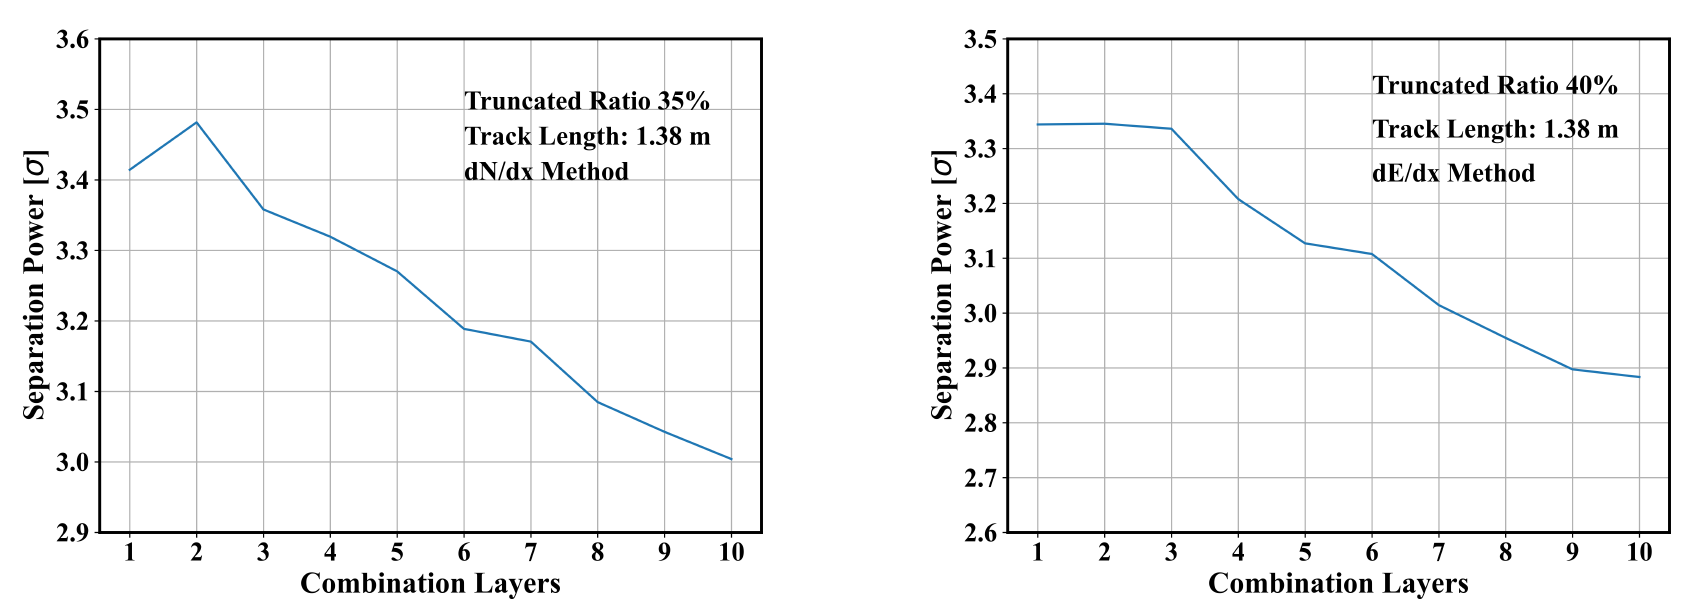 3.6
3.5
3.4
3.3
3.2
3.1
3.0
2.9
Separation Power [σ]
Truncated Ratio 35%
Track Length: 1.38 m
dN/dx Method
1 2 3 4 5 6 7 8 9 10
Combination Layers
3.5
3.4
3.3
3.2
3.1
3.0
2.9
2.8
2.7
2.6
Separation Power [σ]
Truncated Ratio 40%
Track Length: 1.38 m
dE/dx Method
1 2 3 4 5 6 7 8 9 10
Combination Layers